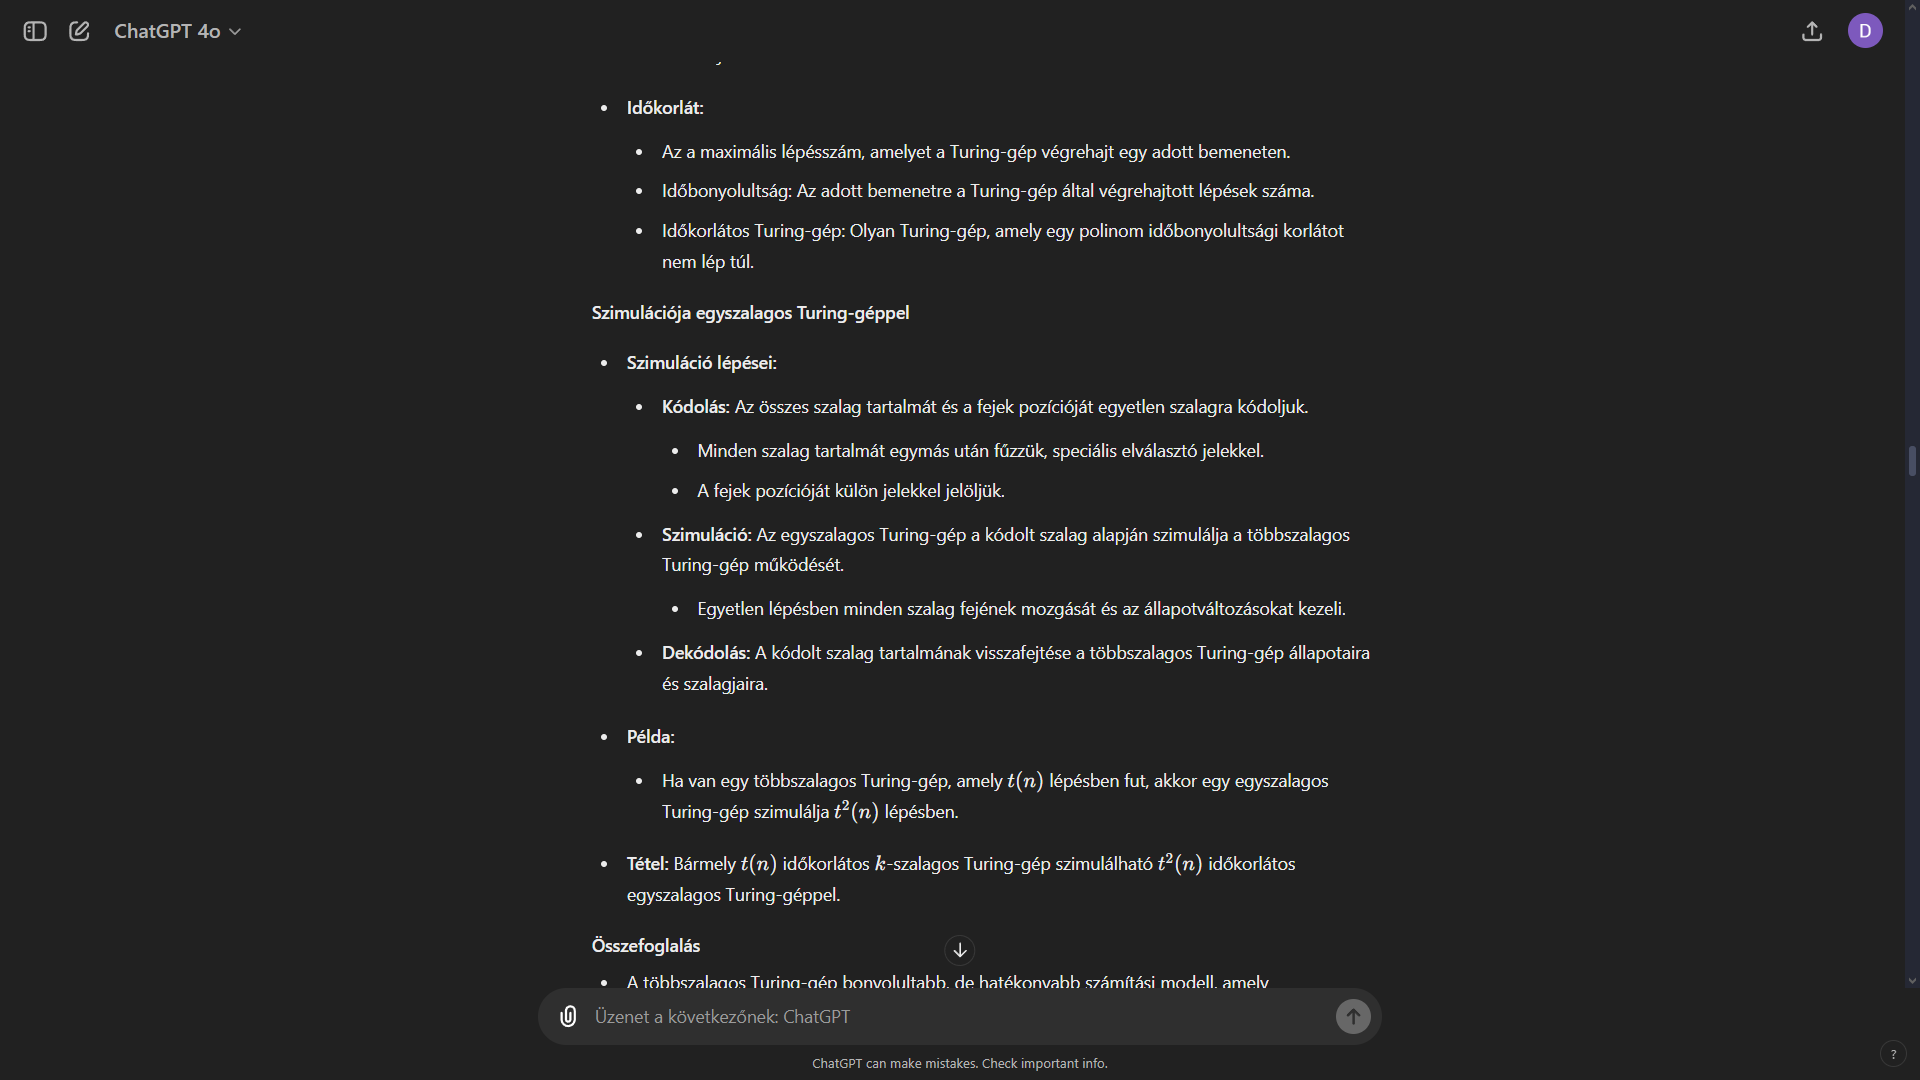 ChatGPT 4o
D
Időkorlát:
Az a maximális lépésszám, amelyet a Turing-gép végrehajt egy adott bemeneten.
Időbonyolultság: Az adott bemenetre a Turing-gép által végrehajtott lépések száma.
Időkorlátos Turing-gép: Olyan Turing-gép, amely egy polinom időbonyolultsági korlátot
nem lép túl.
Szimulációja egyszalagos Turing-géppel
Szimuláció lépései:
Kódolás: Az összes szalag tartalmát és a fejek pozícióját egyetlen szalagra kódoljuk.
Minden szalag tartalmát egymás után fűzzük, speciális elválasztó jelekkel.
A fejek pozícióját külön jelekkel jelöljük.
Szimuláció: Az egyszalagos Turing-gép a kódolt szalag alapján szimulálja a többszalagos
Turing-gép működését.
Egyetlen lépésben minden szalag fejének mozgását és az állapotváltozásokat kezeli.
Dekódolás: A kódolt szalag tartalmának visszafejtése a többszalagos Turing-gép állapotaira
és szalagjaira.
Példa:
Ha van egy többszalagos Turing-gép, amely t(n) lépésben fut, akkor egy egyszalagos
Turing-gép szimulálja t²(n) lépésben.
Tétel: Bármely t(n) időkorlátos k-szalagos Turing-gép szimulálható t²(n) időkorlátos
egyszalagos Turing-géppel.
Összefoglalás
A többszalagos Turing-gép bonyolultabb, de hatékonyabb számítási modell, amely
Üzenet a következőnek: ChatGPT
ChatGPT can make mistakes. Check important info.
?